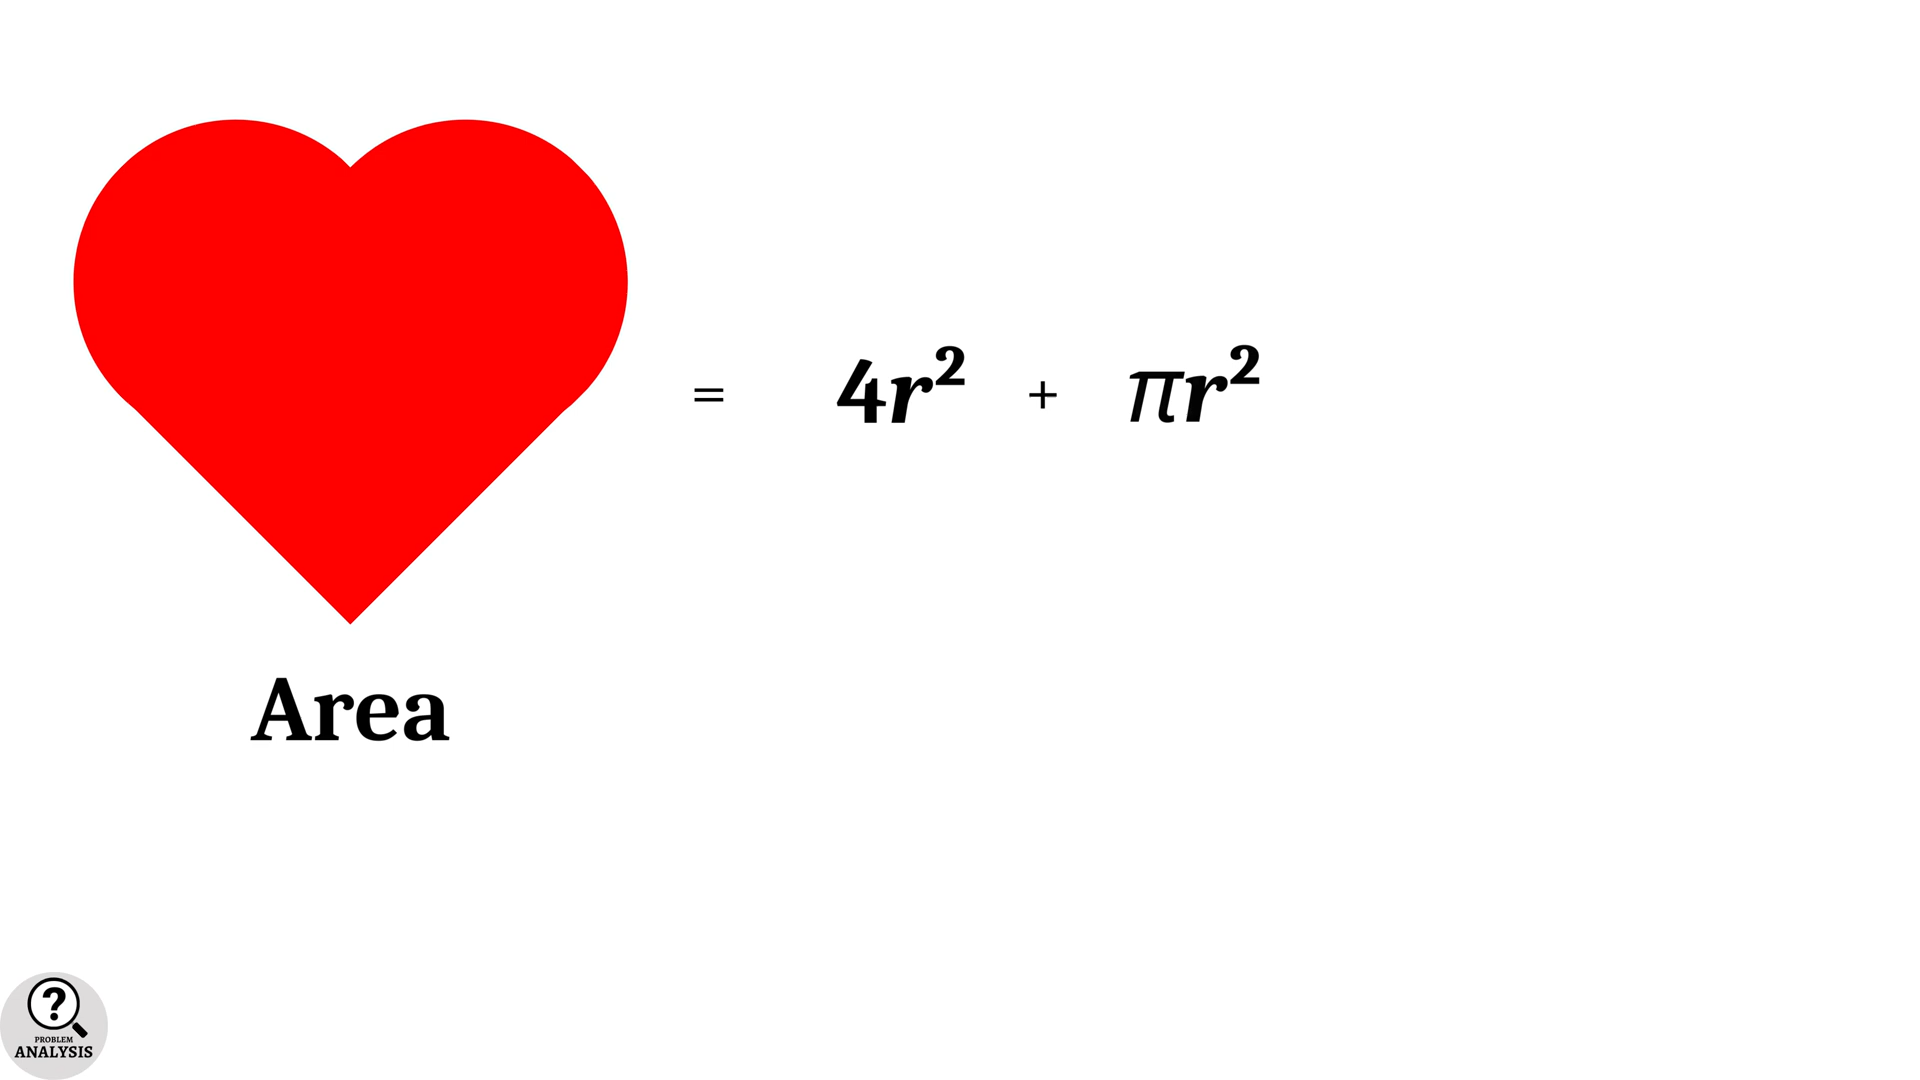 = 4r² + πr²
Area
?
PROBLEM
ANALYSIS